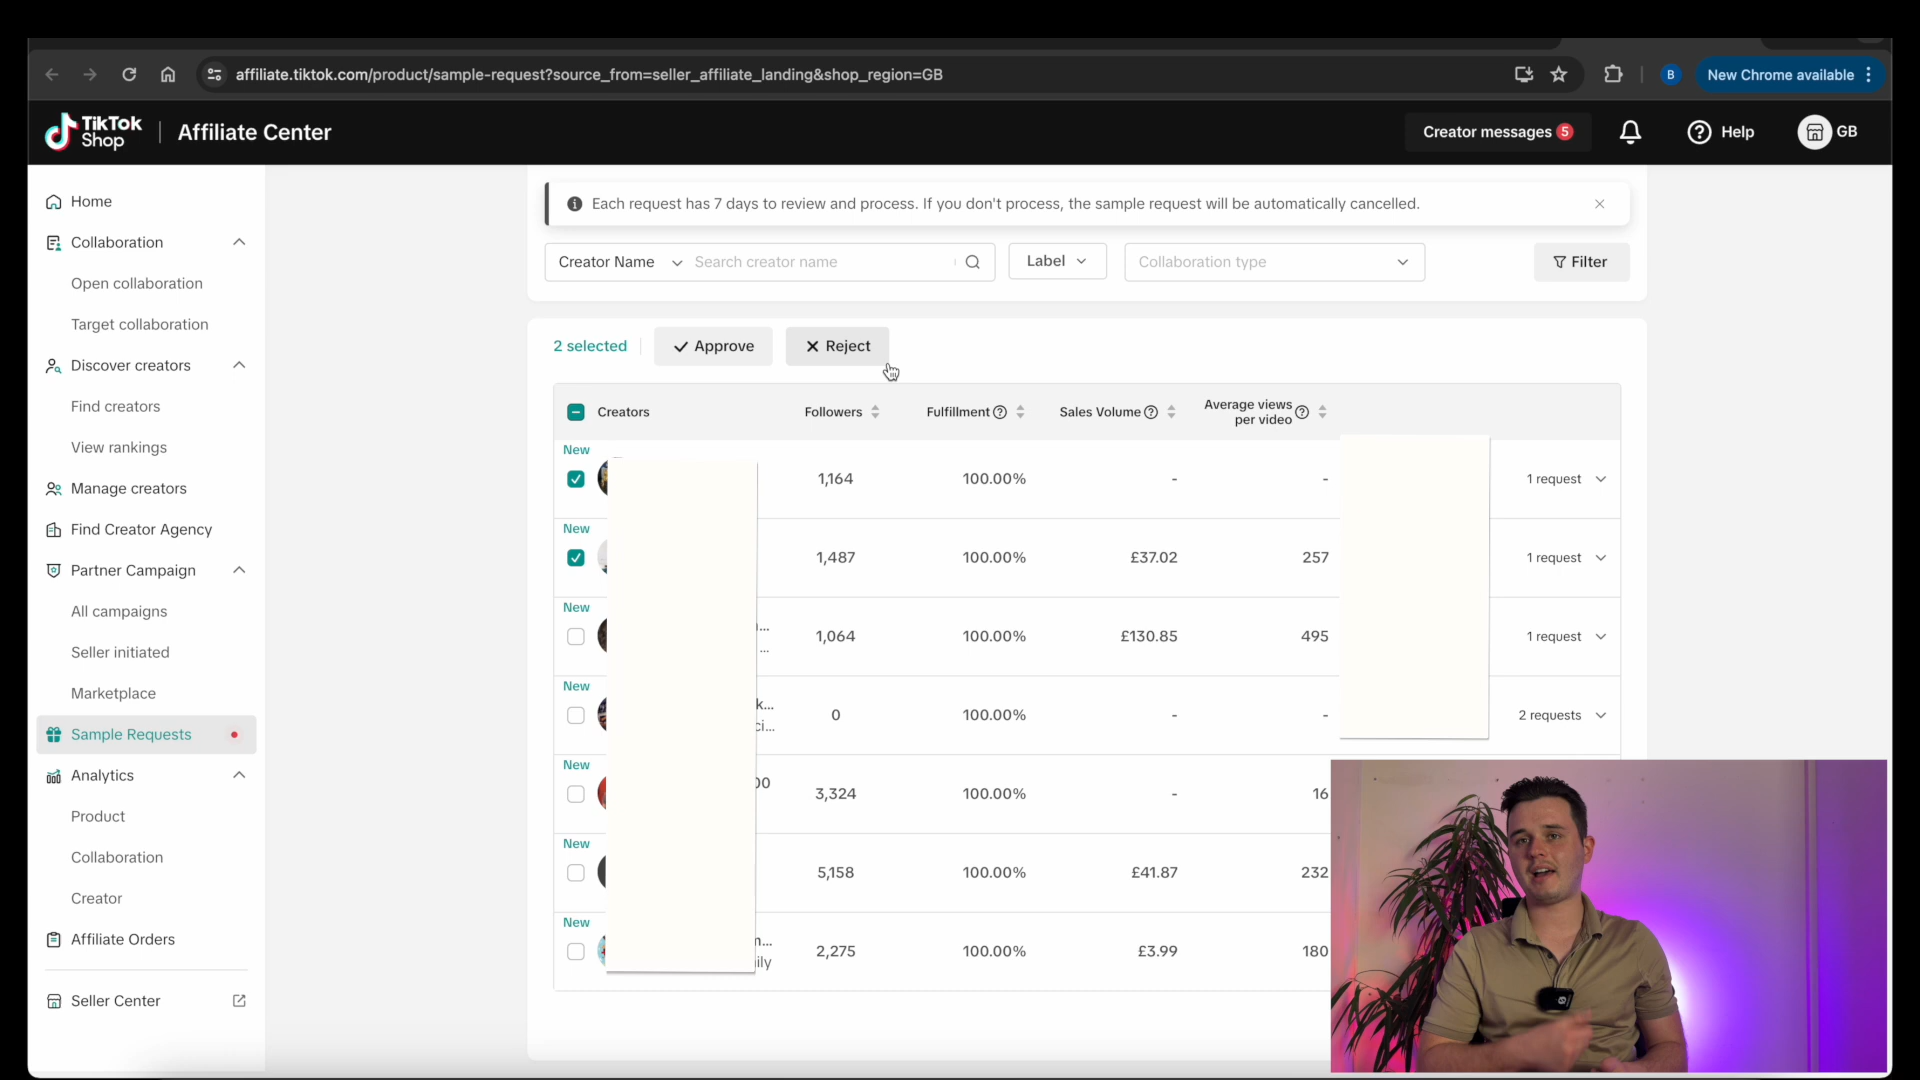 affiliate.tiktok.com/product/sample-request?source_from=seller_affiliate_landing&shop_region=GB
B
New Chrome available
TikTok
Shop
Affiliate Center
Creator messages 5
Help
GB
Home
Collaboration
Open collaboration
Target collaboration
Discover creators
Find creators
View rankings
Manage creators
Find Creator Agency
Partner Campaign
All campaigns
Seller initiated
Marketplace
Sample Requests
Analytics
Product
Collaboration
Creator
Affiliate Orders
Seller Center
Each request has 7 days to review and process. If you don't process, the sample request will be automatically cancelled.
Creator Name Search creator name Label Collaboration type Filter
2 selected Approve Reject
Creators Followers Fulfillment Sales Volume Average views
per video
New
1,164 100.00% - - 1 request
New
1,487 100.00% £37.02 257 1 request
New
1,064 100.00% £130.85 495 1 request
New
0 100.00% - - 2 requests
New
3,324 100.00% - 16
New
5,158 100.00% £41.87 232
New
2,275 100.00% £3.99 180